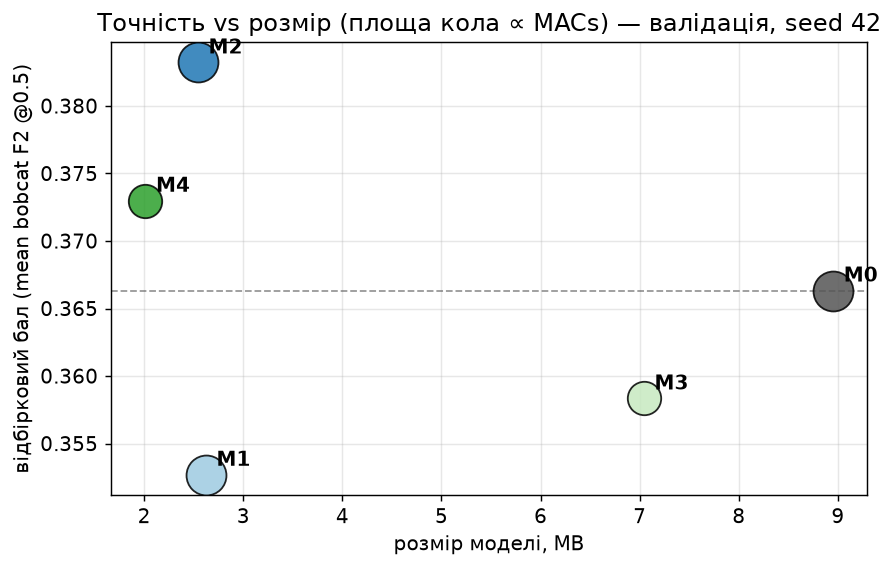 Точність vs розмір (площа кола ∝ MACs) — валідація, seed 42
відбірковий бал (mean bobcat F2 @0.5)
0.380
0.375
0.370
0.365
0.360
0.355
M2
M4
M0
M3
M1
2 3 4 5 6 7 8 9
розмір моделі, MB